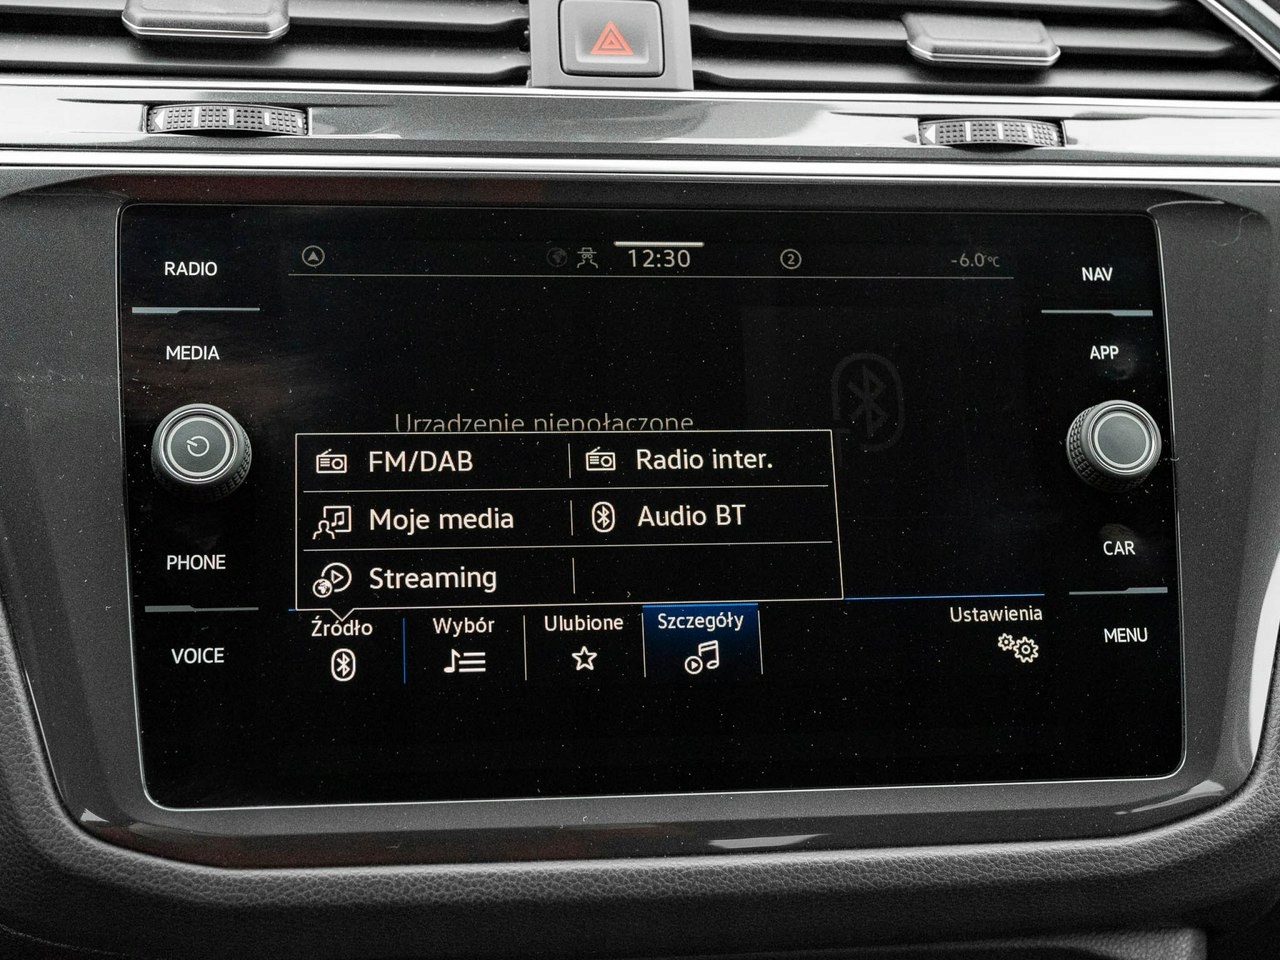 RADIO
MEDIA
PHONE
VOICE
12:30
2
-6.0°C
Urządzenie niepołączone
FM/DAB
Radio inter.
Moje media
Audio BT
Streaming
Źródło
Wybór
Ulubione
Szczegóły
Ustawienia
NAV
APP
CAR
MENU